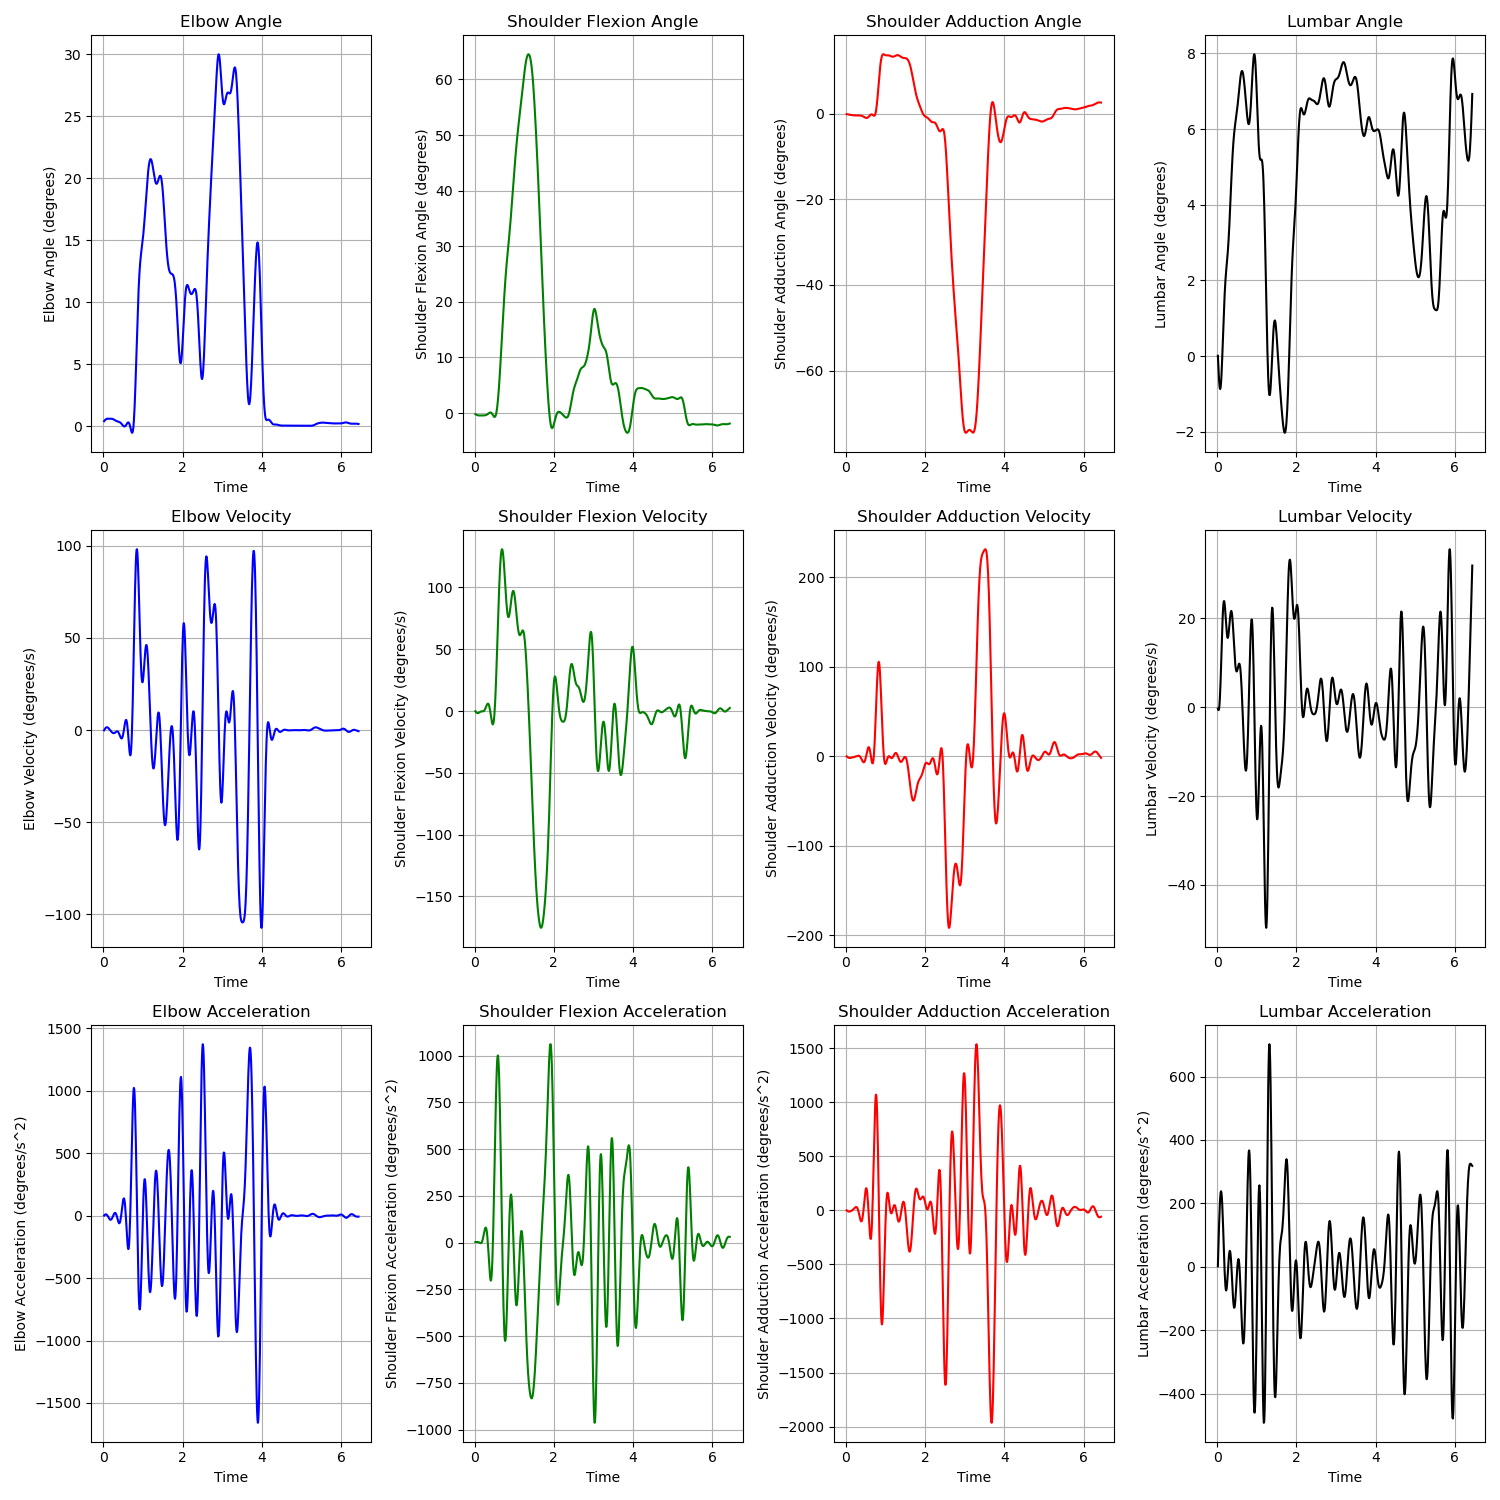 Elbow Angle
Elbow Angle (degrees)
30
25
20
15
10
5
0
0 2 4 6
Time
Shoulder Flexion Angle
Shoulder Flexion Angle (degrees)
60
50
40
30
20
10
0
0 2 4 6
Time
Shoulder Adduction Angle
Shoulder Adduction Angle (degrees)
0
−20
−40
−60
0 2 4 6
Time
Lumbar Angle
Lumbar Angle (degrees)
8
6
4
2
0
−2
0 2 4 6
Time
Elbow Velocity
Elbow Velocity (degrees/s)
100
50
0
−50
−100
0 2 4 6
Time
Shoulder Flexion Velocity
Shoulder Flexion Velocity (degrees/s)
100
50
0
−50
−100
−150
0 2 4 6
Time
Shoulder Adduction Velocity
Shoulder Adduction Velocity (degrees/s)
200
100
0
−100
−200
0 2 4 6
Time
Lumbar Velocity
Lumbar Velocity (degrees/s)
20
0
−20
−40
0 2 4 6
Time
Elbow Acceleration
Elbow Acceleration (degrees/s^2)
1500
1000
500
0
−500
−1000
−1500
0 2 4 6
Time
Shoulder Flexion Acceleration
Shoulder Flexion Acceleration (degrees/s^2)
1000
750
500
250
0
−250
−500
−750
−1000
0 2 4 6
Time
Shoulder Adduction Acceleration
Shoulder Adduction Acceleration (degrees/s^2)
1500
1000
500
0
−500
−1000
−1500
−2000
0 2 4 6
Time
Lumbar Acceleration
Lumbar Acceleration (degrees/s^2)
600
400
200
0
−200
−400
0 2 4 6
Time